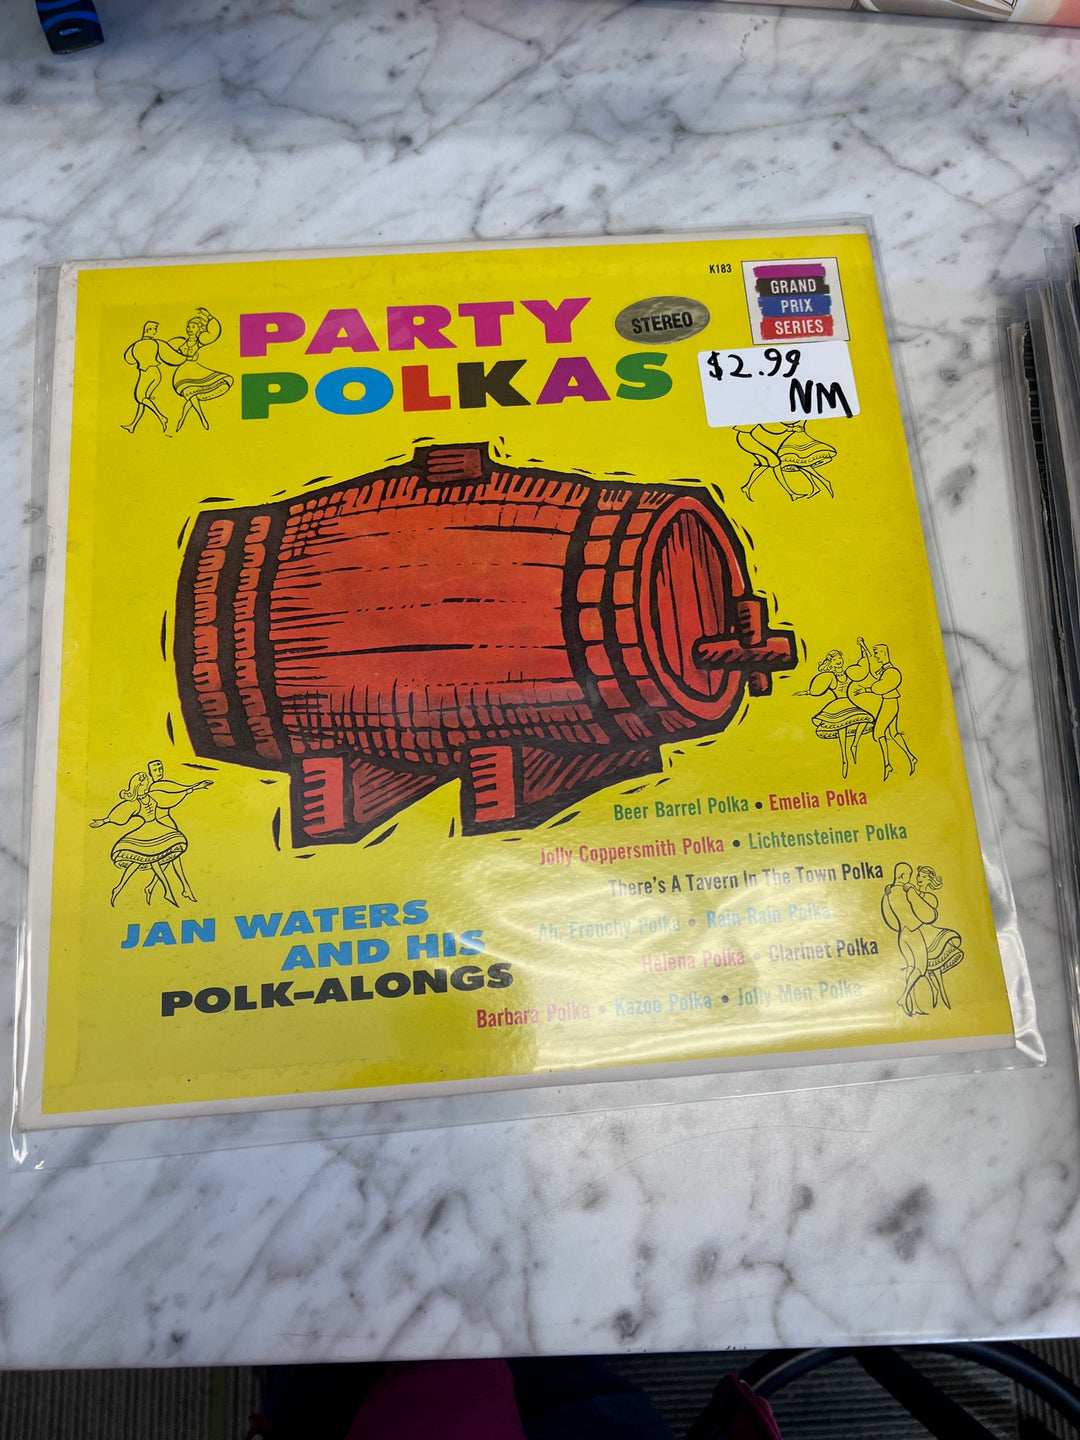 K183
GRAND
PRIX
SERIES
PARTY
STEREO
POLKAS
$2.99
NM
Beer Barrel Polka • Emelia Polka
Jolly Coppersmith Polka • Lichtensteiner Polka
There's A Tavern In The Town Polka
Ah, Frenchy Polka • Rain Rain Polka
Helena Polka • Clarinet Polka
Barbara Polka • Kazoo Polka • Jolly Men Polka
JAN WATERS
AND HIS
POLK-ALONGS